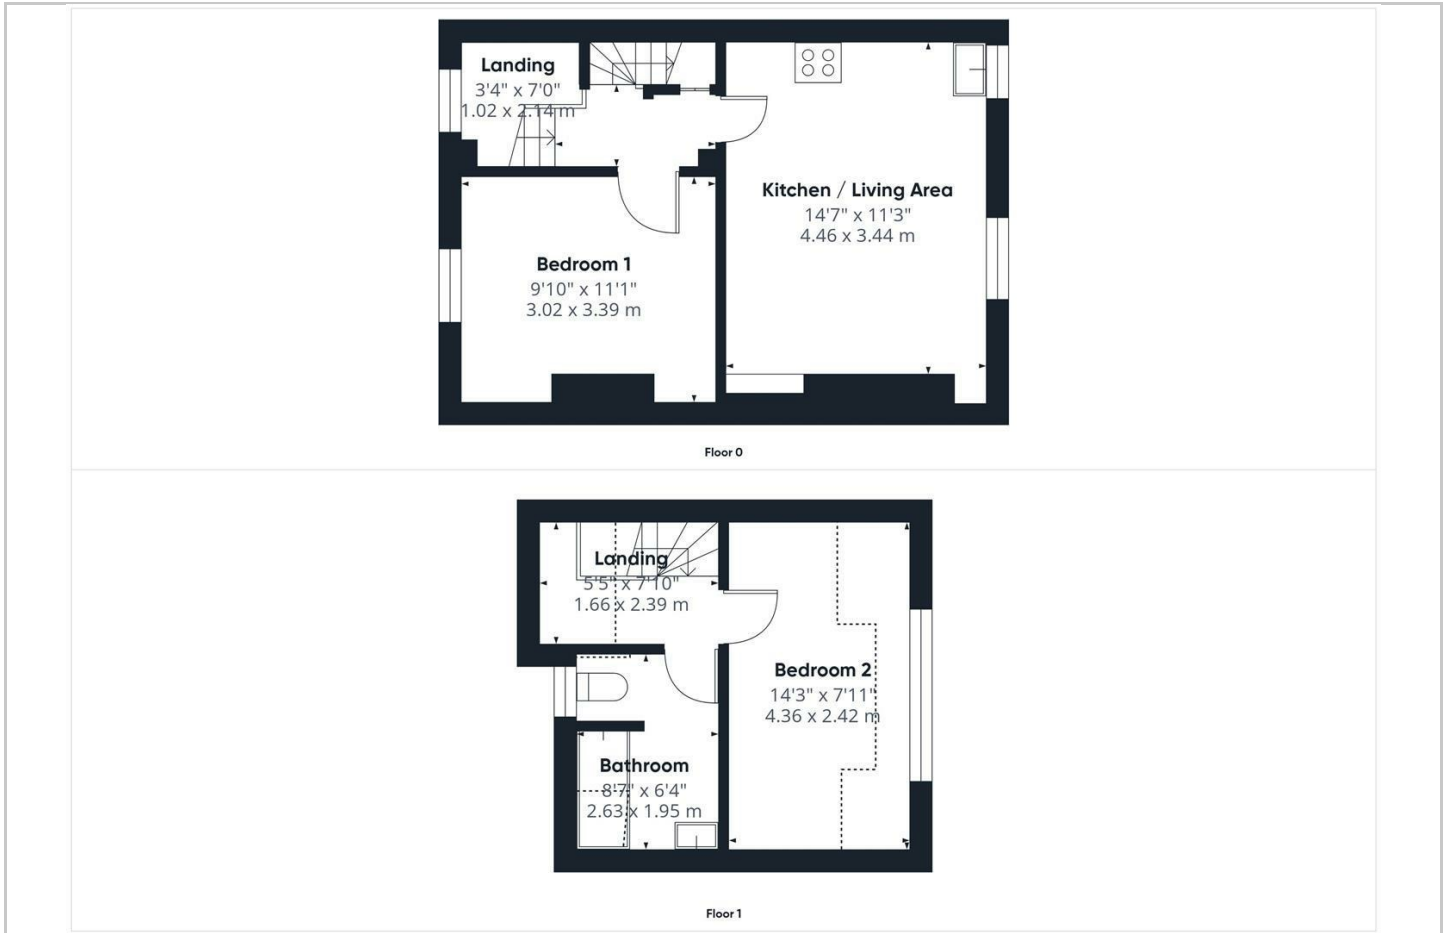 Landing
3'4" x 7'0"
1.02 x 2.14 m
Kitchen / Living Area
14'7" x 11'3"
4.46 x 3.44 m
Bedroom 1
9'10" x 11'1"
3.02 x 3.39 m
Floor 0
Landing
5'5" x 7'10"
1.66 x 2.39 m
Bedroom 2
14'3" x 7'11"
4.36 x 2.42 m
Bathroom
8'7" x 6'4"
2.63 x 1.95 m
Floor 1